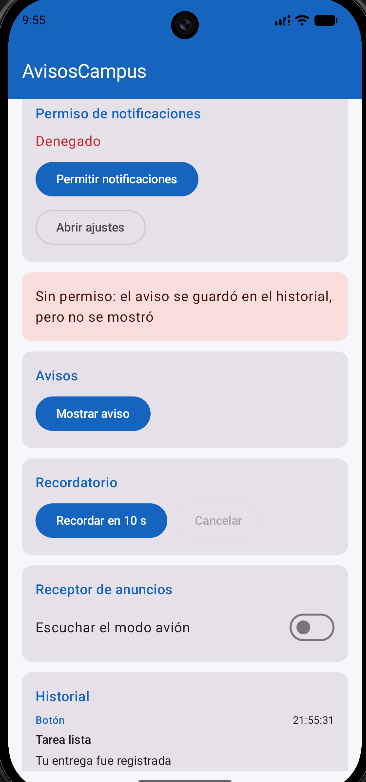 9:55
AvisosCampus
Permiso de notificaciones
Denegado
Permitir notificaciones
Abrir ajustes
Sin permiso: el aviso se guardó en el historial,
pero no se mostró
Avisos
Mostrar aviso
Recordatorio
Recordar en 10 s
Cancelar
Receptor de anuncios
Escuchar el modo avión
Historial
Botón
21:55:31
Tarea lista
Tu entrega fue registrada